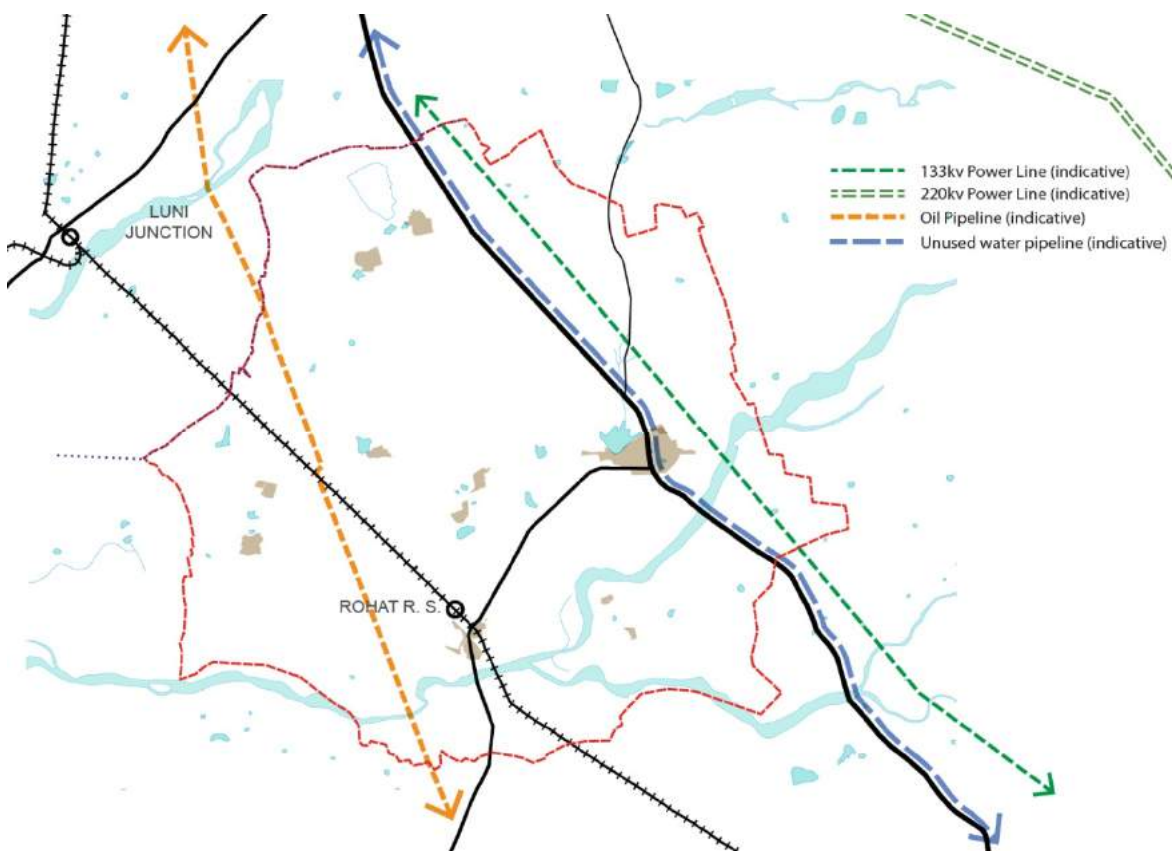 133kv Power Line (indicative)
220kv Power Line (indicative)
Oil Pipeline (indicative)
Unused water pipeline (indicative)
LUNI
JUNCTION
ROHAT R. S.